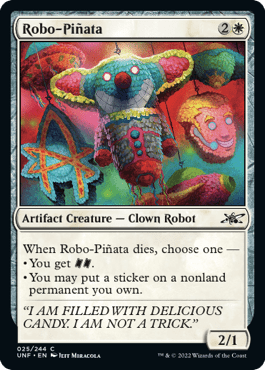 Robo-Piñata 2
Artifact Creature — Clown Robot
When Robo-Piñata dies, choose one —
• You get .
• You may put a sticker on a nonland
permanent you own.
"I AM FILLED WITH DELICIOUS
CANDY. I AM NOT A TRICK."
2/1
025/244 C
UNF • EN Jeff Miracola
™ & © 2022 Wizards of the Coast